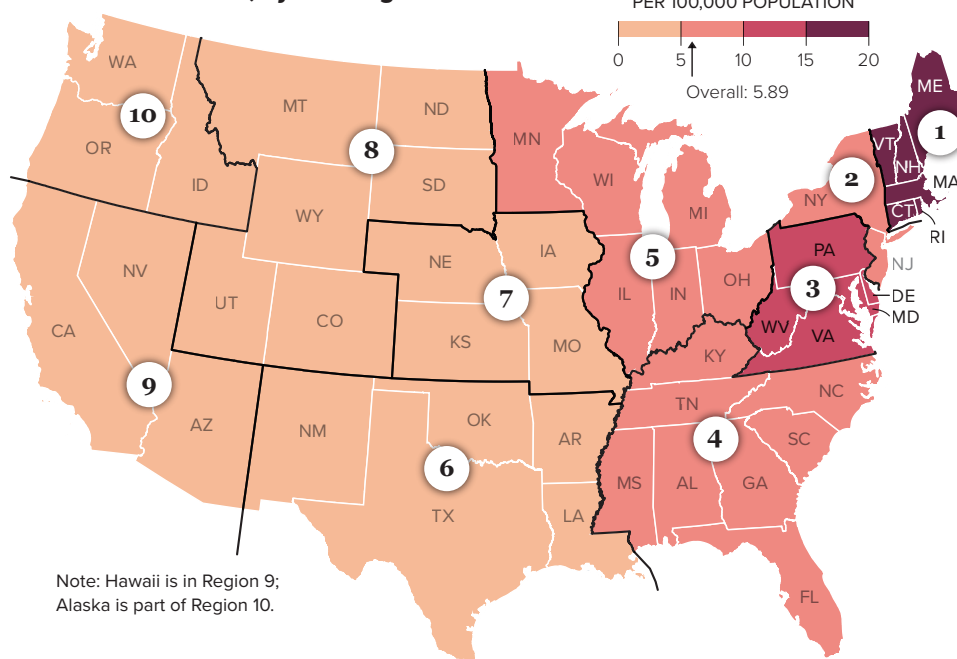 PER 100,000 POPULATION
0 5 10 15 20
Overall: 5.89
WA
OR
ID
10
MT
ND
SD
WY
8
UT
CO
MN
WI
MI
IL
IN
OH
5
ME
VT
NH
MA
CT
RI
1
NY
NJ
2
PA
WV
VA
DE
MD
3
NE
IA
KS
MO
7
CA
NV
AZ
9
NM
OK
TX
AR
LA
6
KY
TN
NC
SC
MS
AL
GA
FL
4
Note: Hawaii is in Region 9;
Alaska is part of Region 10.